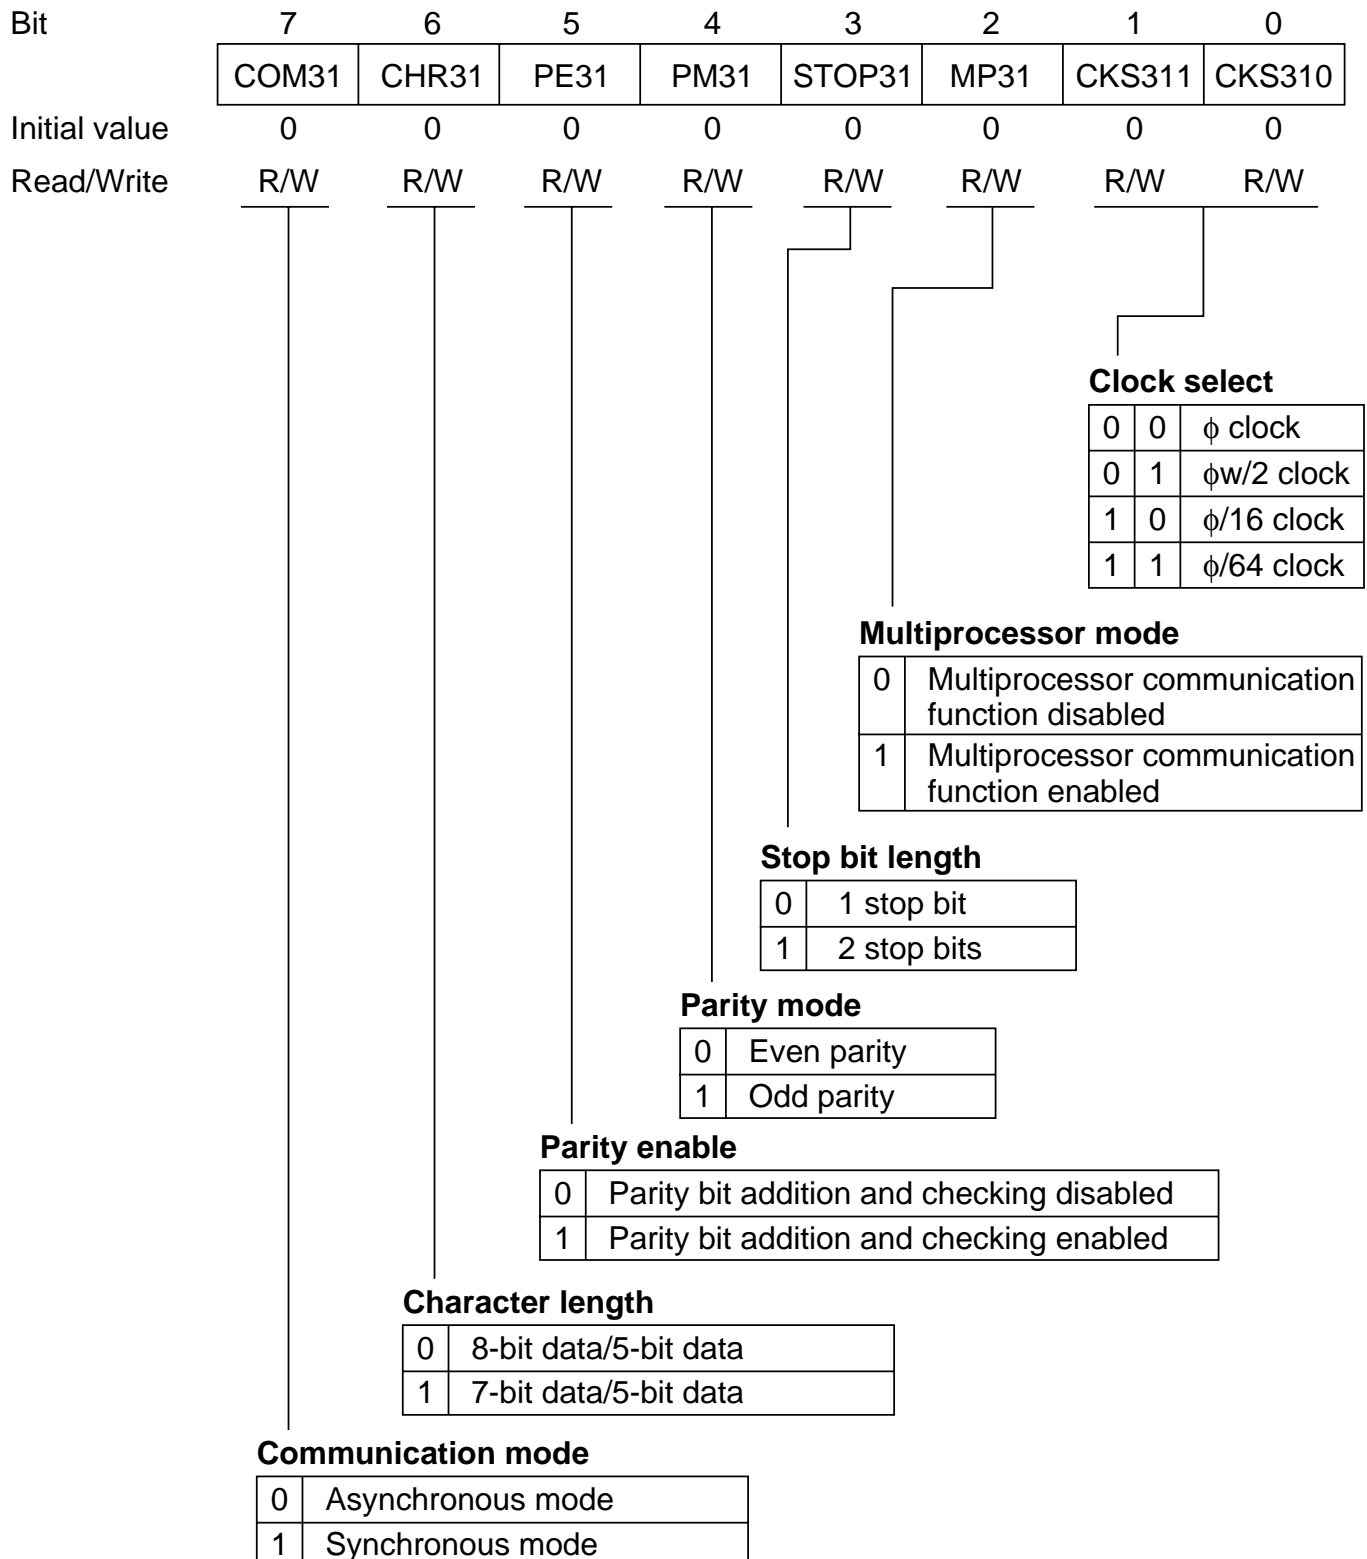 Bit 7 6 5 4 3 2 1 0
COM31 CHR31 PE31 PM31 STOP31 MP31 CKS311 CKS310
Initial value 0 0 0 0 0 0 0 0
Read/Write R/W R/W R/W R/W R/W R/W R/W R/W
Clock select
0 0 ϕ clock
0 1 ϕw/2 clock
1 0 ϕ/16 clock
1 1 ϕ/64 clock
Multiprocessor mode
0 Multiprocessor communication
function disabled
1 Multiprocessor communication
function enabled
Stop bit length
0 1 stop bit
1 2 stop bits
Parity mode
0 Even parity
1 Odd parity
Parity enable
0 Parity bit addition and checking disabled
1 Parity bit addition and checking enabled
Character length
0 8-bit data/5-bit data
1 7-bit data/5-bit data
Communication mode
0 Asynchronous mode
1 Synchronous mode